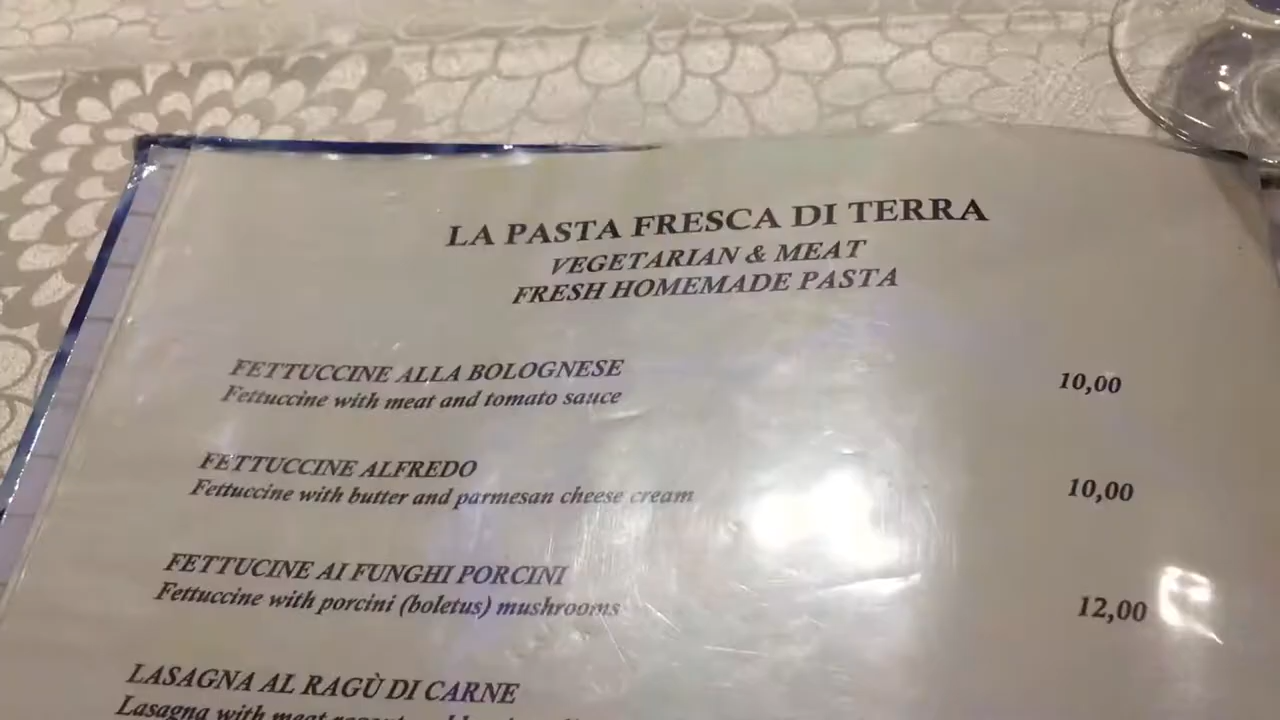 LA PASTA FRESCA DI TERRA
VEGETARIAN & MEAT
FRESH HOMEMADE PASTA
FETTUCCINE ALLA BOLOGNESE 10,00
Fettuccine with meat and tomato sauce
FETTUCCINE ALFREDO 10,00
Fettuccine with butter and parmesan cheese cream
FETTUCINE AI FUNGHI PORCINI 12,00
Fettuccine with porcini (boletus) mushrooms
LASAGNA AL RAGÙ DI CARNE
Lasagna with meat